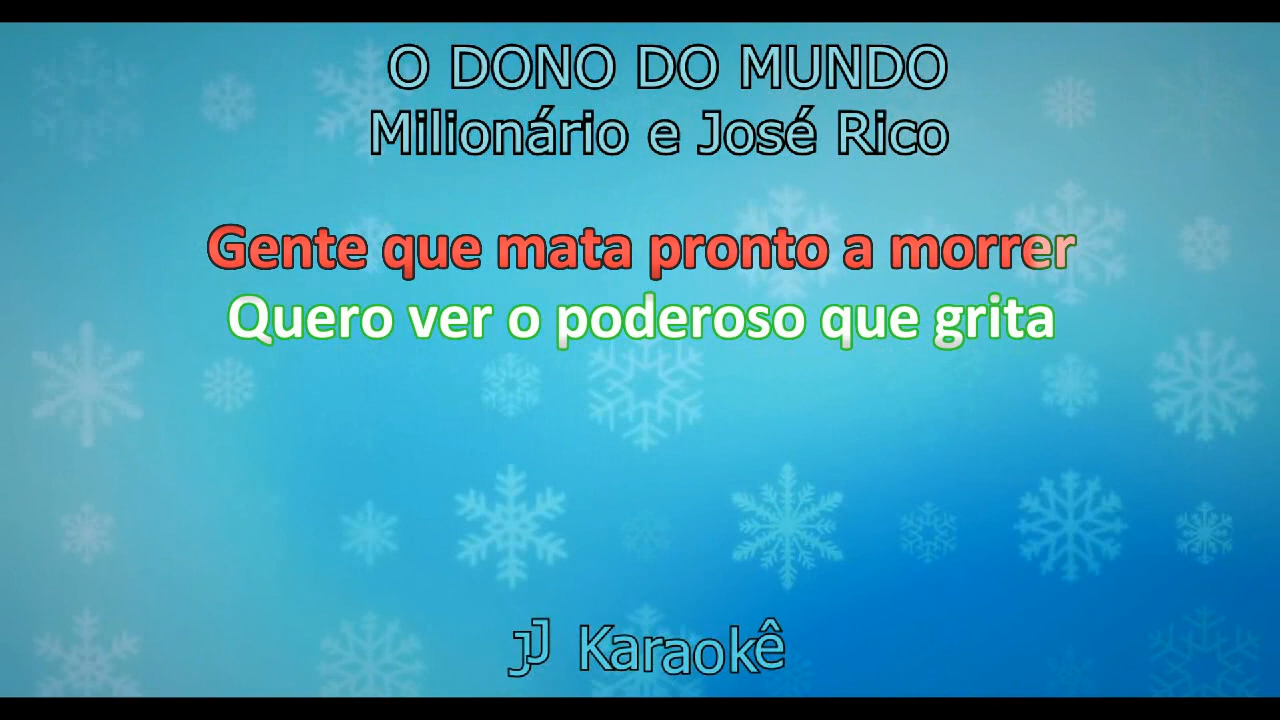 O DONO DO MUNDO
Milionário e José Rico
Gente que mata pronto a morrer
Quero ver o poderoso que grita
JJ Karaokê